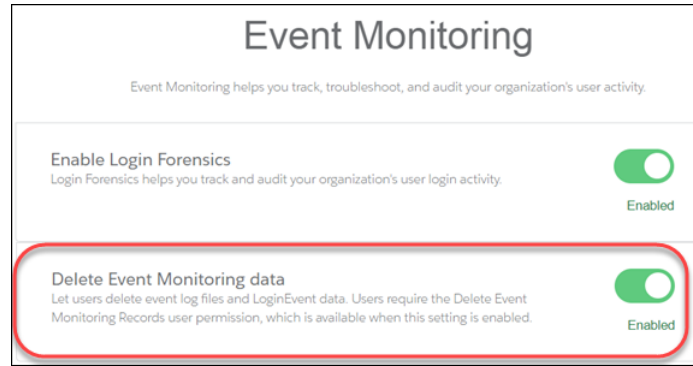 Event Monitoring
Event Monitoring helps you track, troubleshoot, and audit your organization's user activity.
Enable Login Forensics
Login Forensics helps you track and audit your organization's user login activity.
Enabled
Delete Event Monitoring data
Let users delete event log files and LoginEvent data. Users require the Delete Event
Monitoring Records user permission, which is available when this setting is enabled.
Enabled